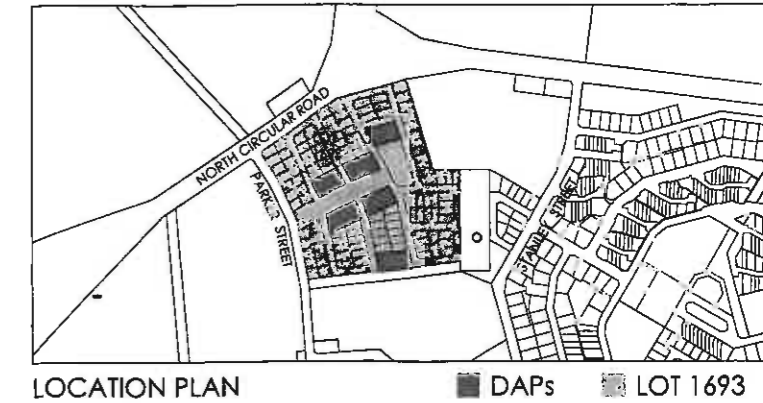 NORTH CIRCULAR ROAD
STREET
STANLEY STREET
LOCATION PLAN
DAPs
LOT 1693